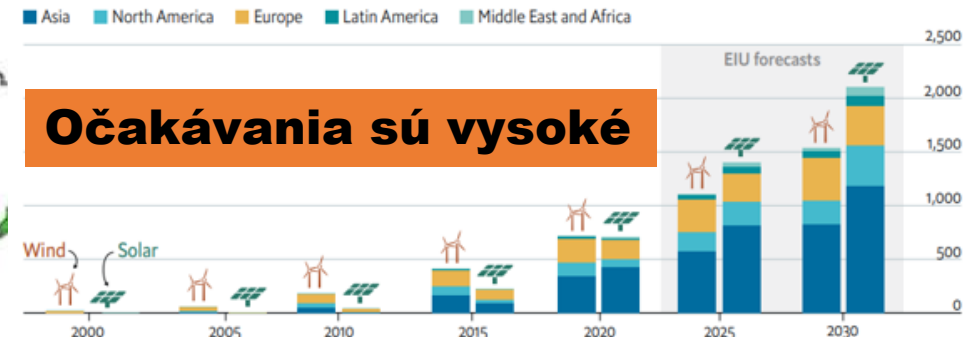 Asia North America Europe Latin America Middle East and Africa
2,500
EIU forecasts
2,000
Očakávania sú vysoké
1,500
1,000
Wind Solar
500
0
2000 2005 2010 2015 2020 2025 2030